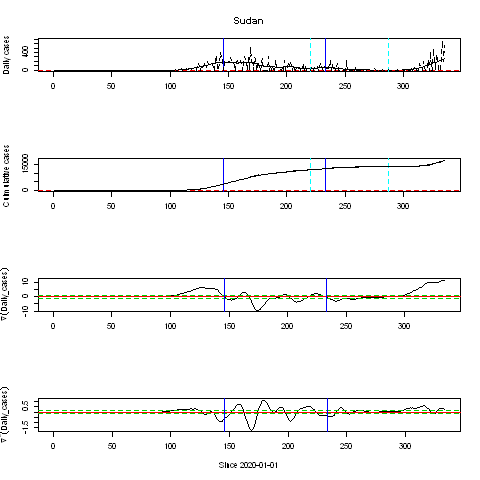 Sudan
Daily cases
0 400
0 50 100 150 200 250 300
Culmulative cases
0 15000
0 50 100 150 200 250 300
∇(Daily_cases)
-10 0 10
0 50 100 150 200 250 300
∇²(Daily_cases)
-1.5 0.5
0 50 100 150 200 250 300
Since 2020-01-01